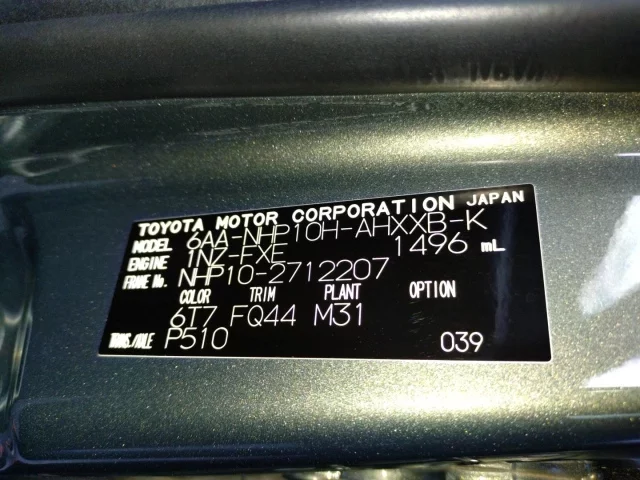 TOYOTA MOTOR CORPORATION JAPAN
MODEL 6AA-NHP10H-AHXXB-K
ENGINE 1NZ-FXE 1496 mL
FRAME No. NHP10-2712207
COLOR TRIM PLANT OPTION
6T7 FQ44 M31
TRANS./AXLE P510 039